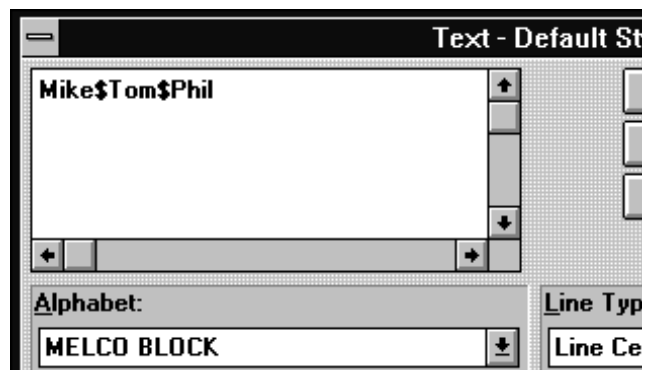 Text - Default St
Mike$Tom$Phil
Alphabet:
Line Typ
MELCO BLOCK
Line Ce